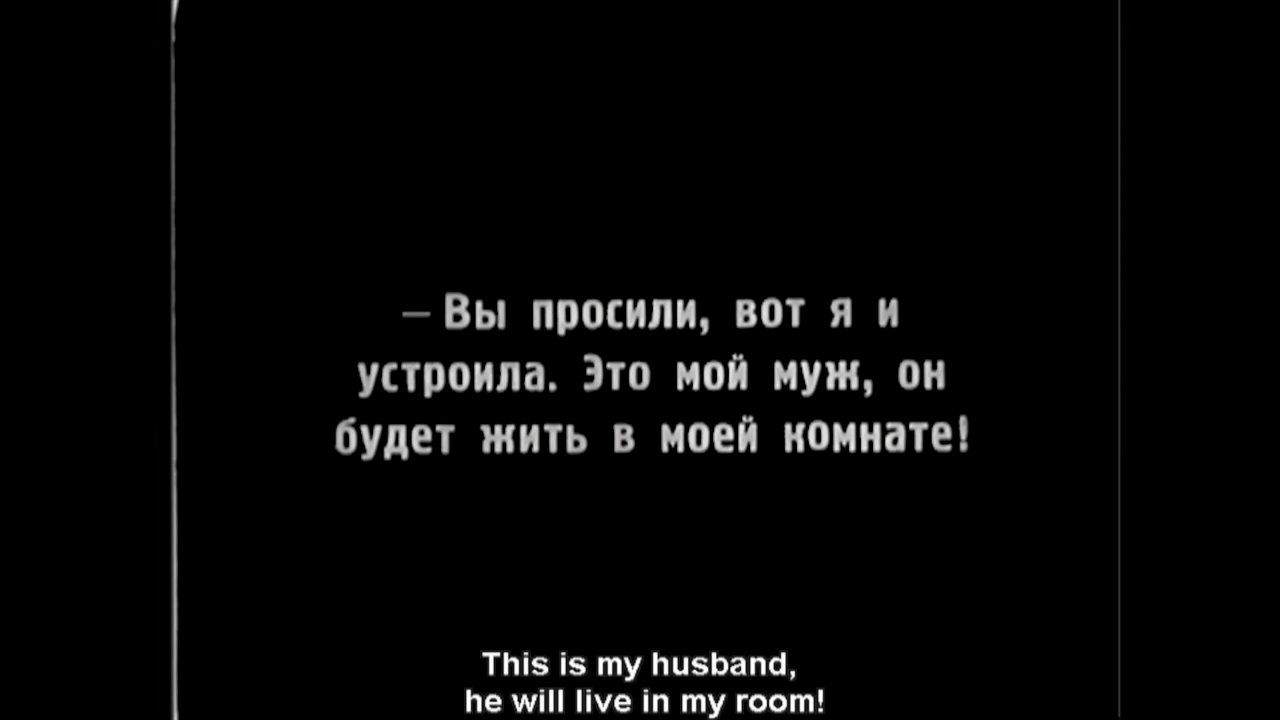 — Вы просили, вот я и
устроила. Это мой муж, он
будет жить в моей комнате!
This is my husband,
he will live in my room!